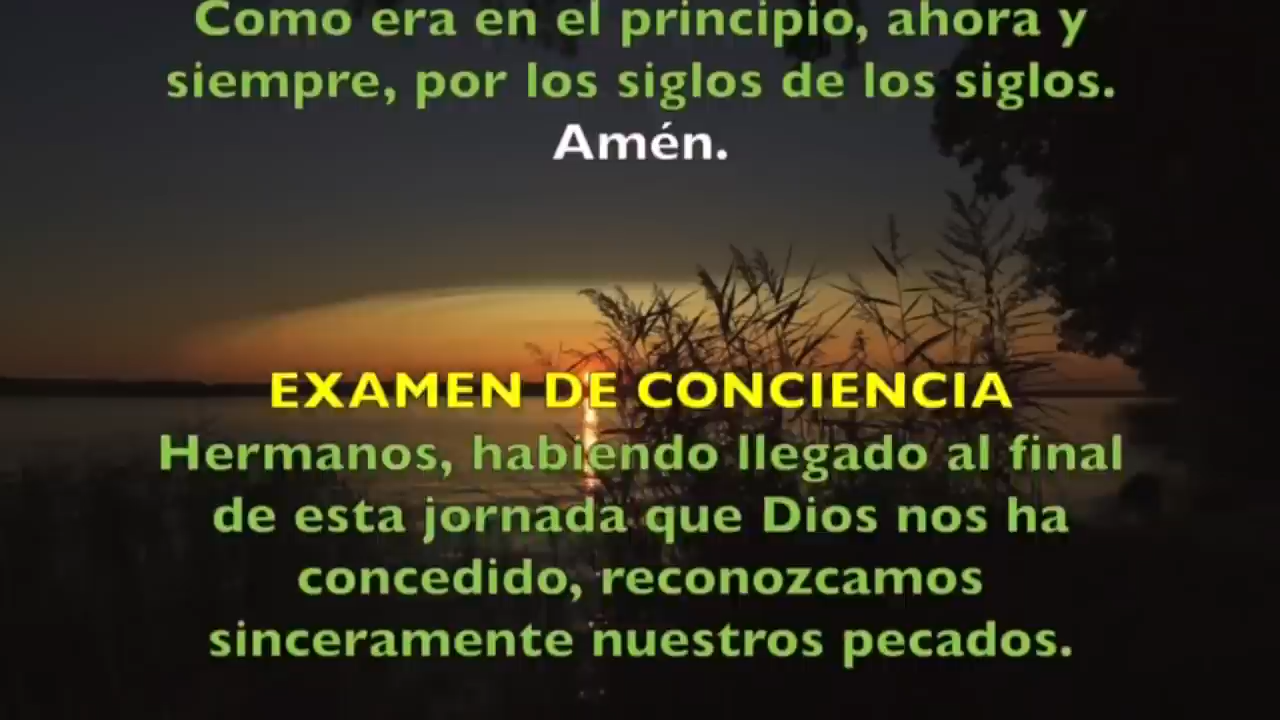 Como era en el principio, ahora y
siempre, por los siglos de los siglos.
Amén.
EXAMEN DE CONCIENCIA
Hermanos, habiendo llegado al final
de esta jornada que Dios nos ha
concedido, reconozcamos
sinceramente nuestros pecados.